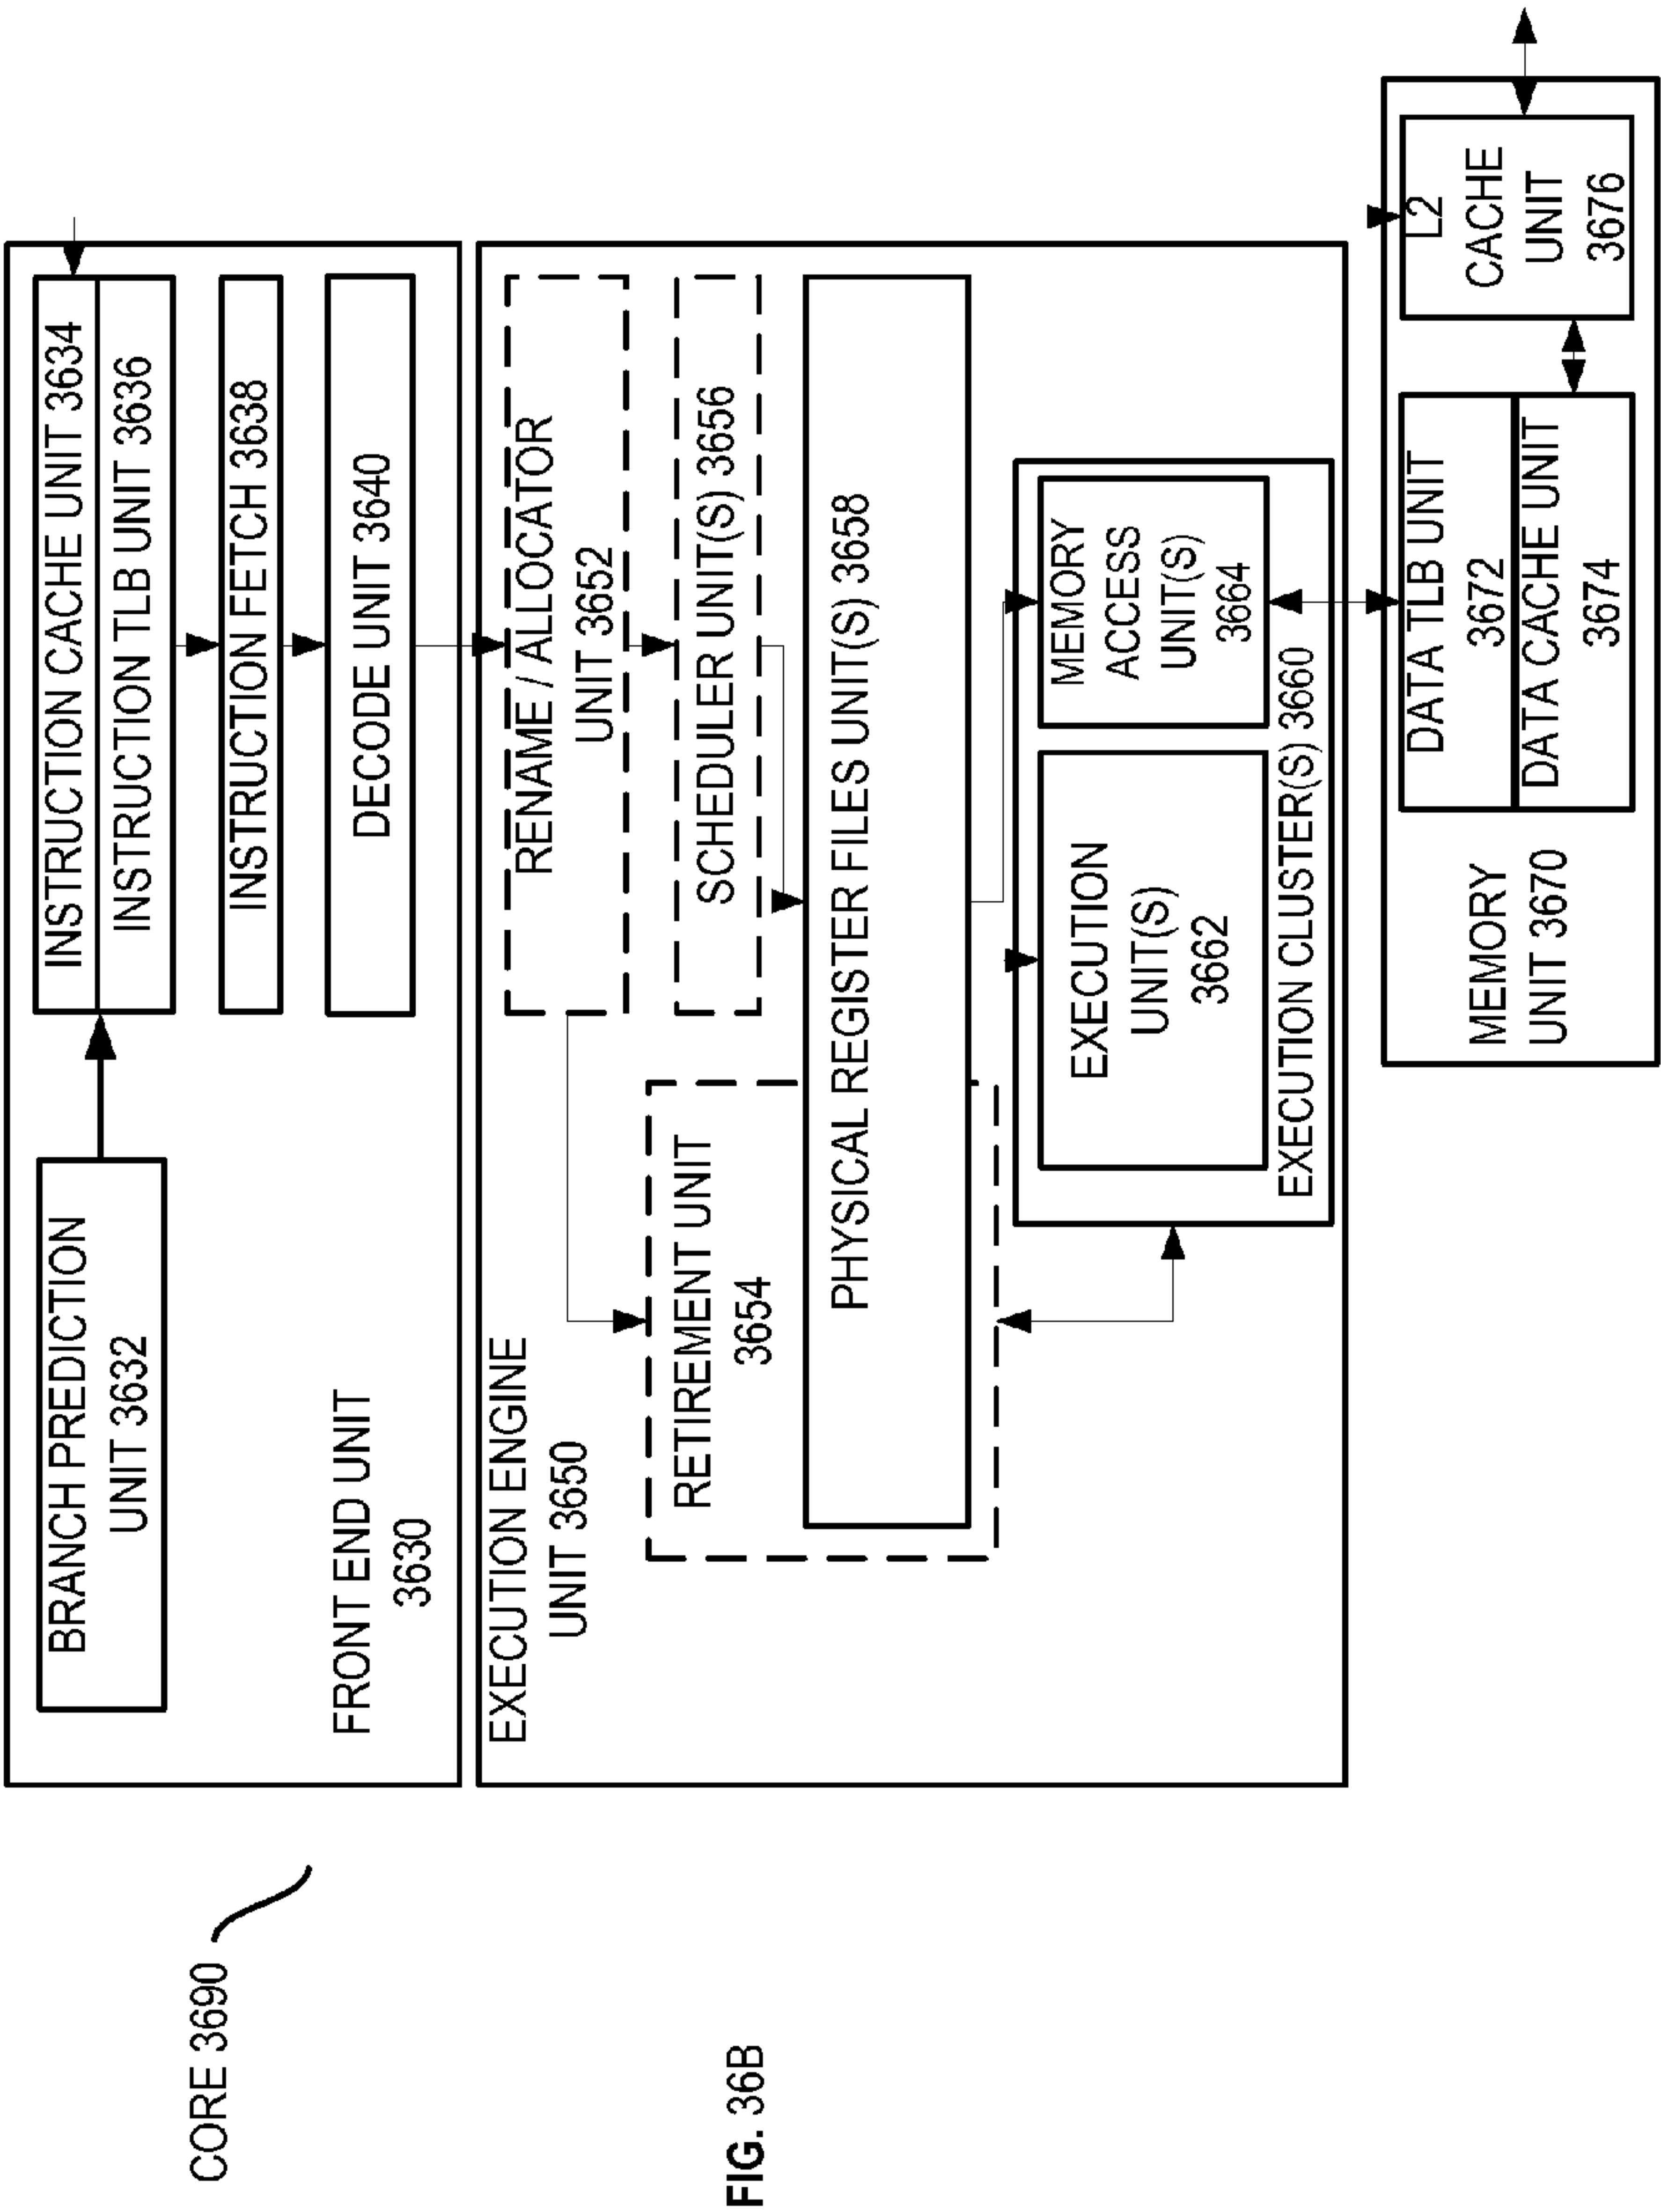 BRANCH PREDICTION
UNIT 3632
INSTRUCTION CACHE UNIT 3634
INSTRUCTION TLB UNIT 3636
INSTRUCTION FETCH 3638
DECODE UNIT 3640
FRONT END UNIT
3630
EXECUTION ENGINE
UNIT 3650
RENAME / ALLOCATOR
UNIT 3652
SCHEDULER UNIT(S) 3656
RETIREMENT UNIT
3654
PHYSICAL REGISTER FILES UNIT(S) 3658
EXECUTION
UNIT(S)
3662
MEMORY
ACCESS
UNIT(S)
3664
EXECUTION CLUSTER(S) 3660
MEMORY
UNIT 3670
DATA TLB UNIT
3672
DATA CACHE UNIT
3674
L2
CACHE
UNIT
3676
CORE 3690
FIG. 36B